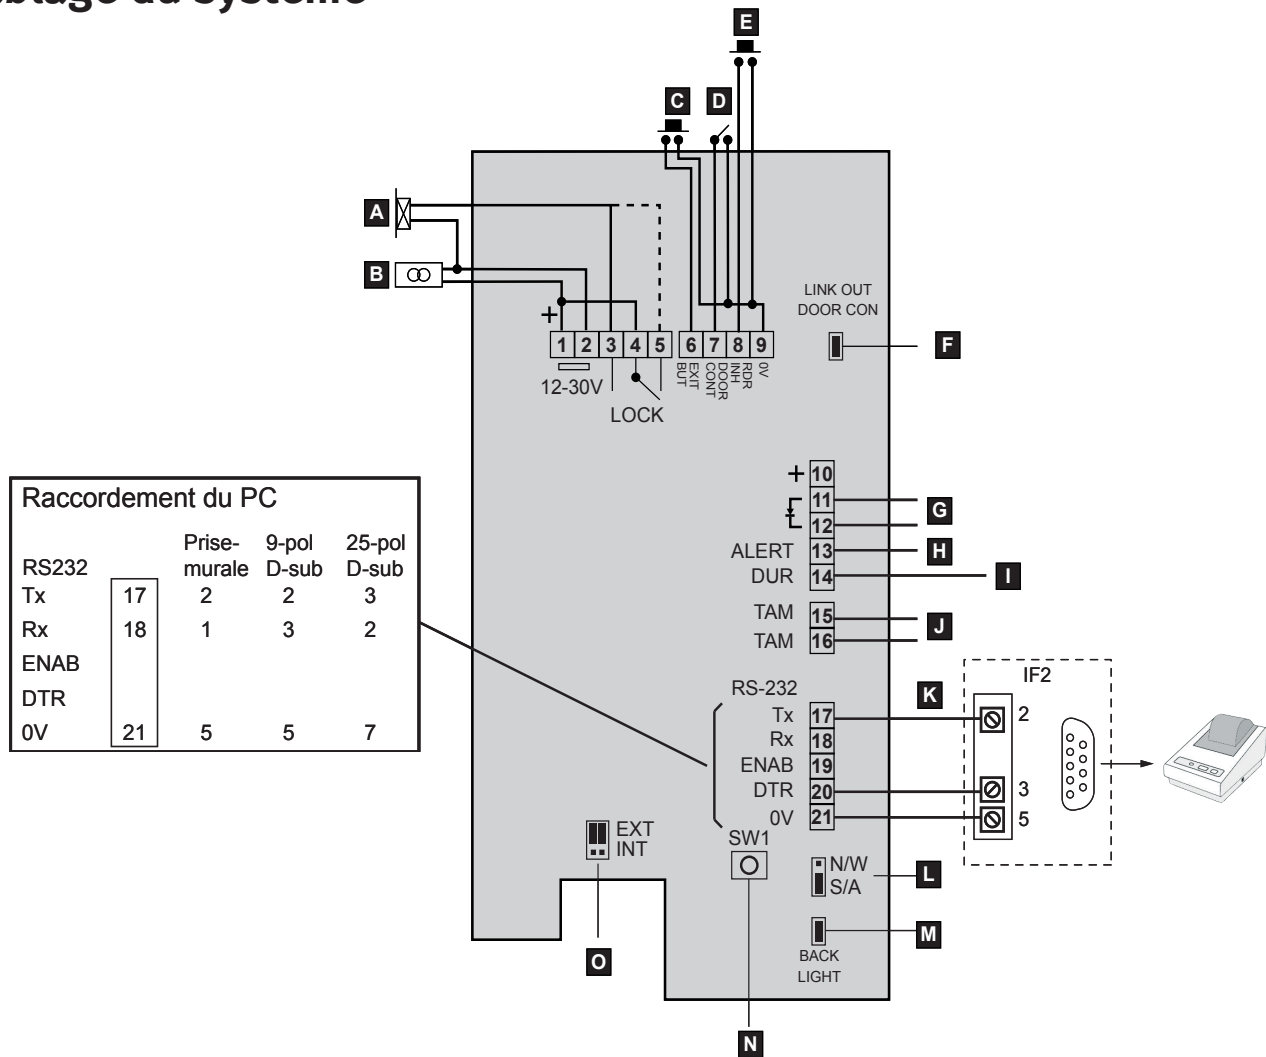 du système
E
C D
A
B
LINK OUT
DOOR CON
F
+
1 2 3 4 5 6 7 8 9
EXIT
BUT
DOOR
CONT
RDR
INH
0V
12-30V
LOCK
+ 10
11
G
12
ALERT 13 H
DUR 14 I
TAM 15
J
TAM 16
Raccordement du PC
Prise- 9-pol 25-pol
RS232 murale D-sub D-sub
Tx 17 2 2 3
Rx 18 1 3 2
ENAB
DTR
0V 21 5 5 7
RS-232
K
IF2
Tx 17 2
Rx 18
ENAB 19
DTR 20 3
0V 21 5
EXT
INT
SW1
N/W
S/A
L
M
BACK
LIGHT
O
N